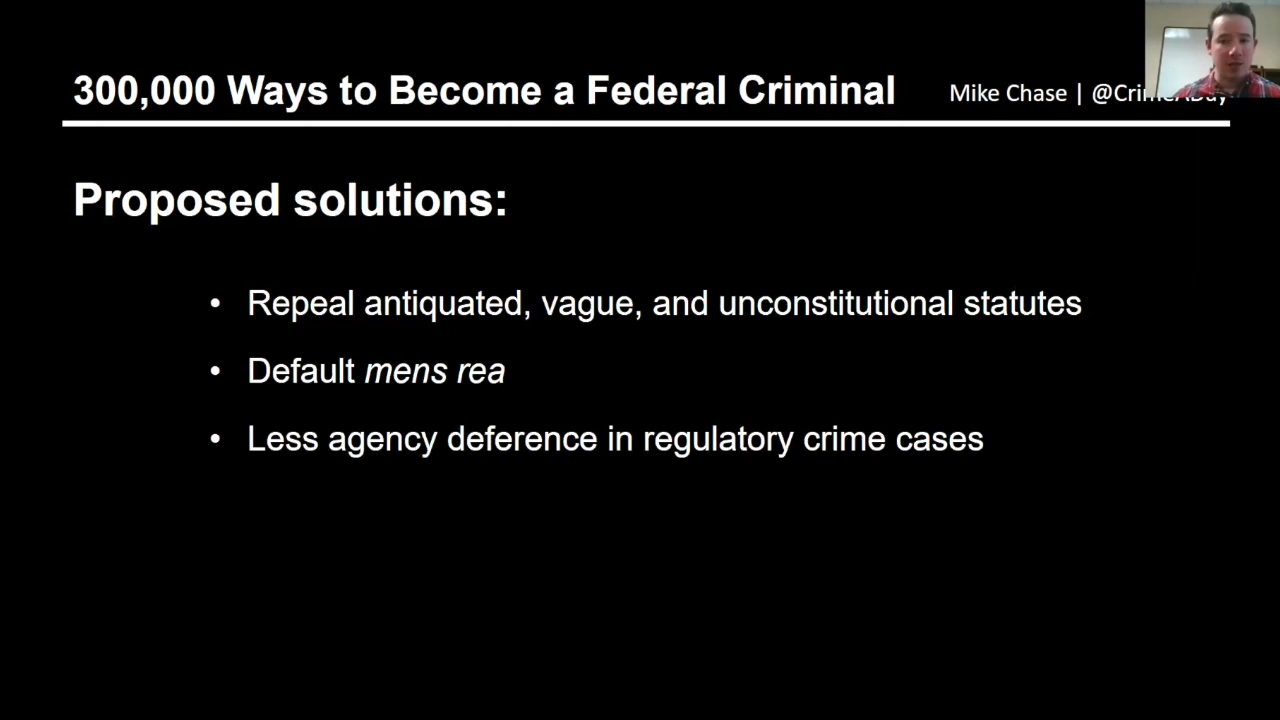 300,000 Ways to Become a Federal Criminal
Mike Chase | @CrimeADay
Proposed solutions:
• Repeal antiquated, vague, and unconstitutional statutes
• Default mens rea
• Less agency deference in regulatory crime cases